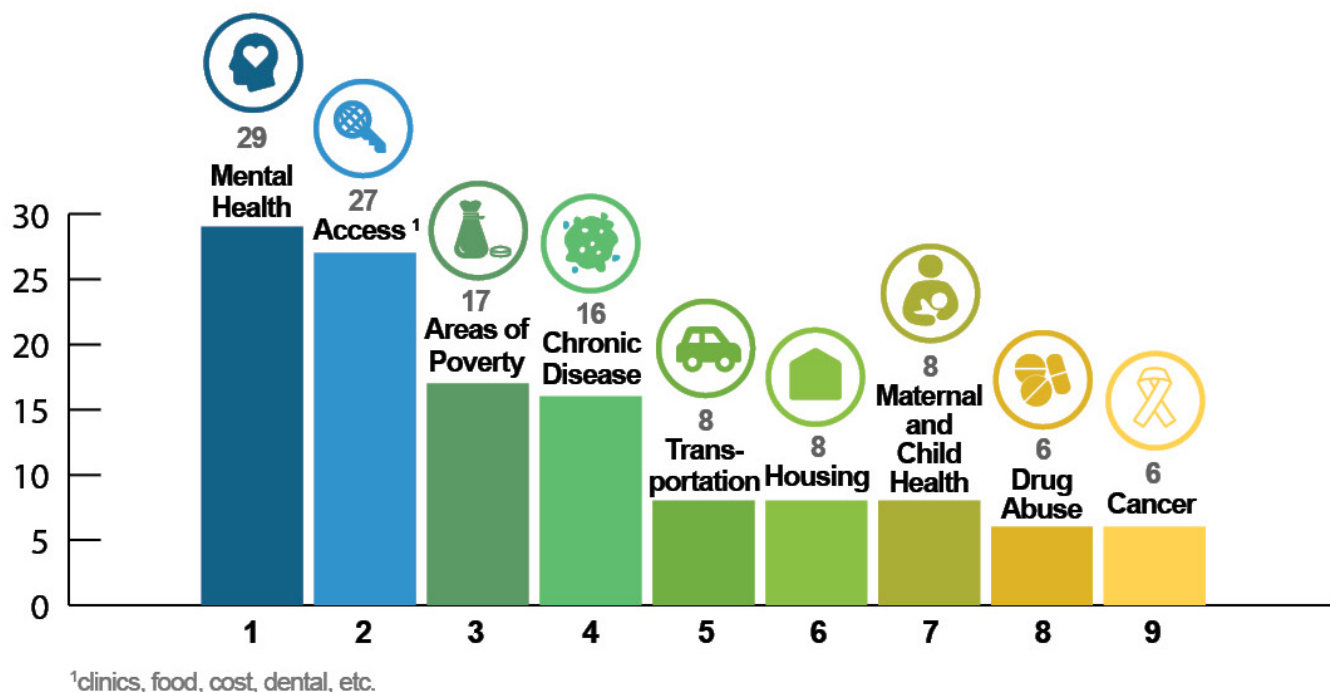 29
Mental
Health
27
Access ¹
17
Areas of
Poverty
16
Chronic
Disease
8
Trans-
portation
8
Housing
8
Maternal
and
Child
Health
6
Drug
Abuse
6
Cancer
30
25
20
15
10
5
0
1 2 3 4 5 6 7 8 9
¹clinics, food, cost, dental, etc.